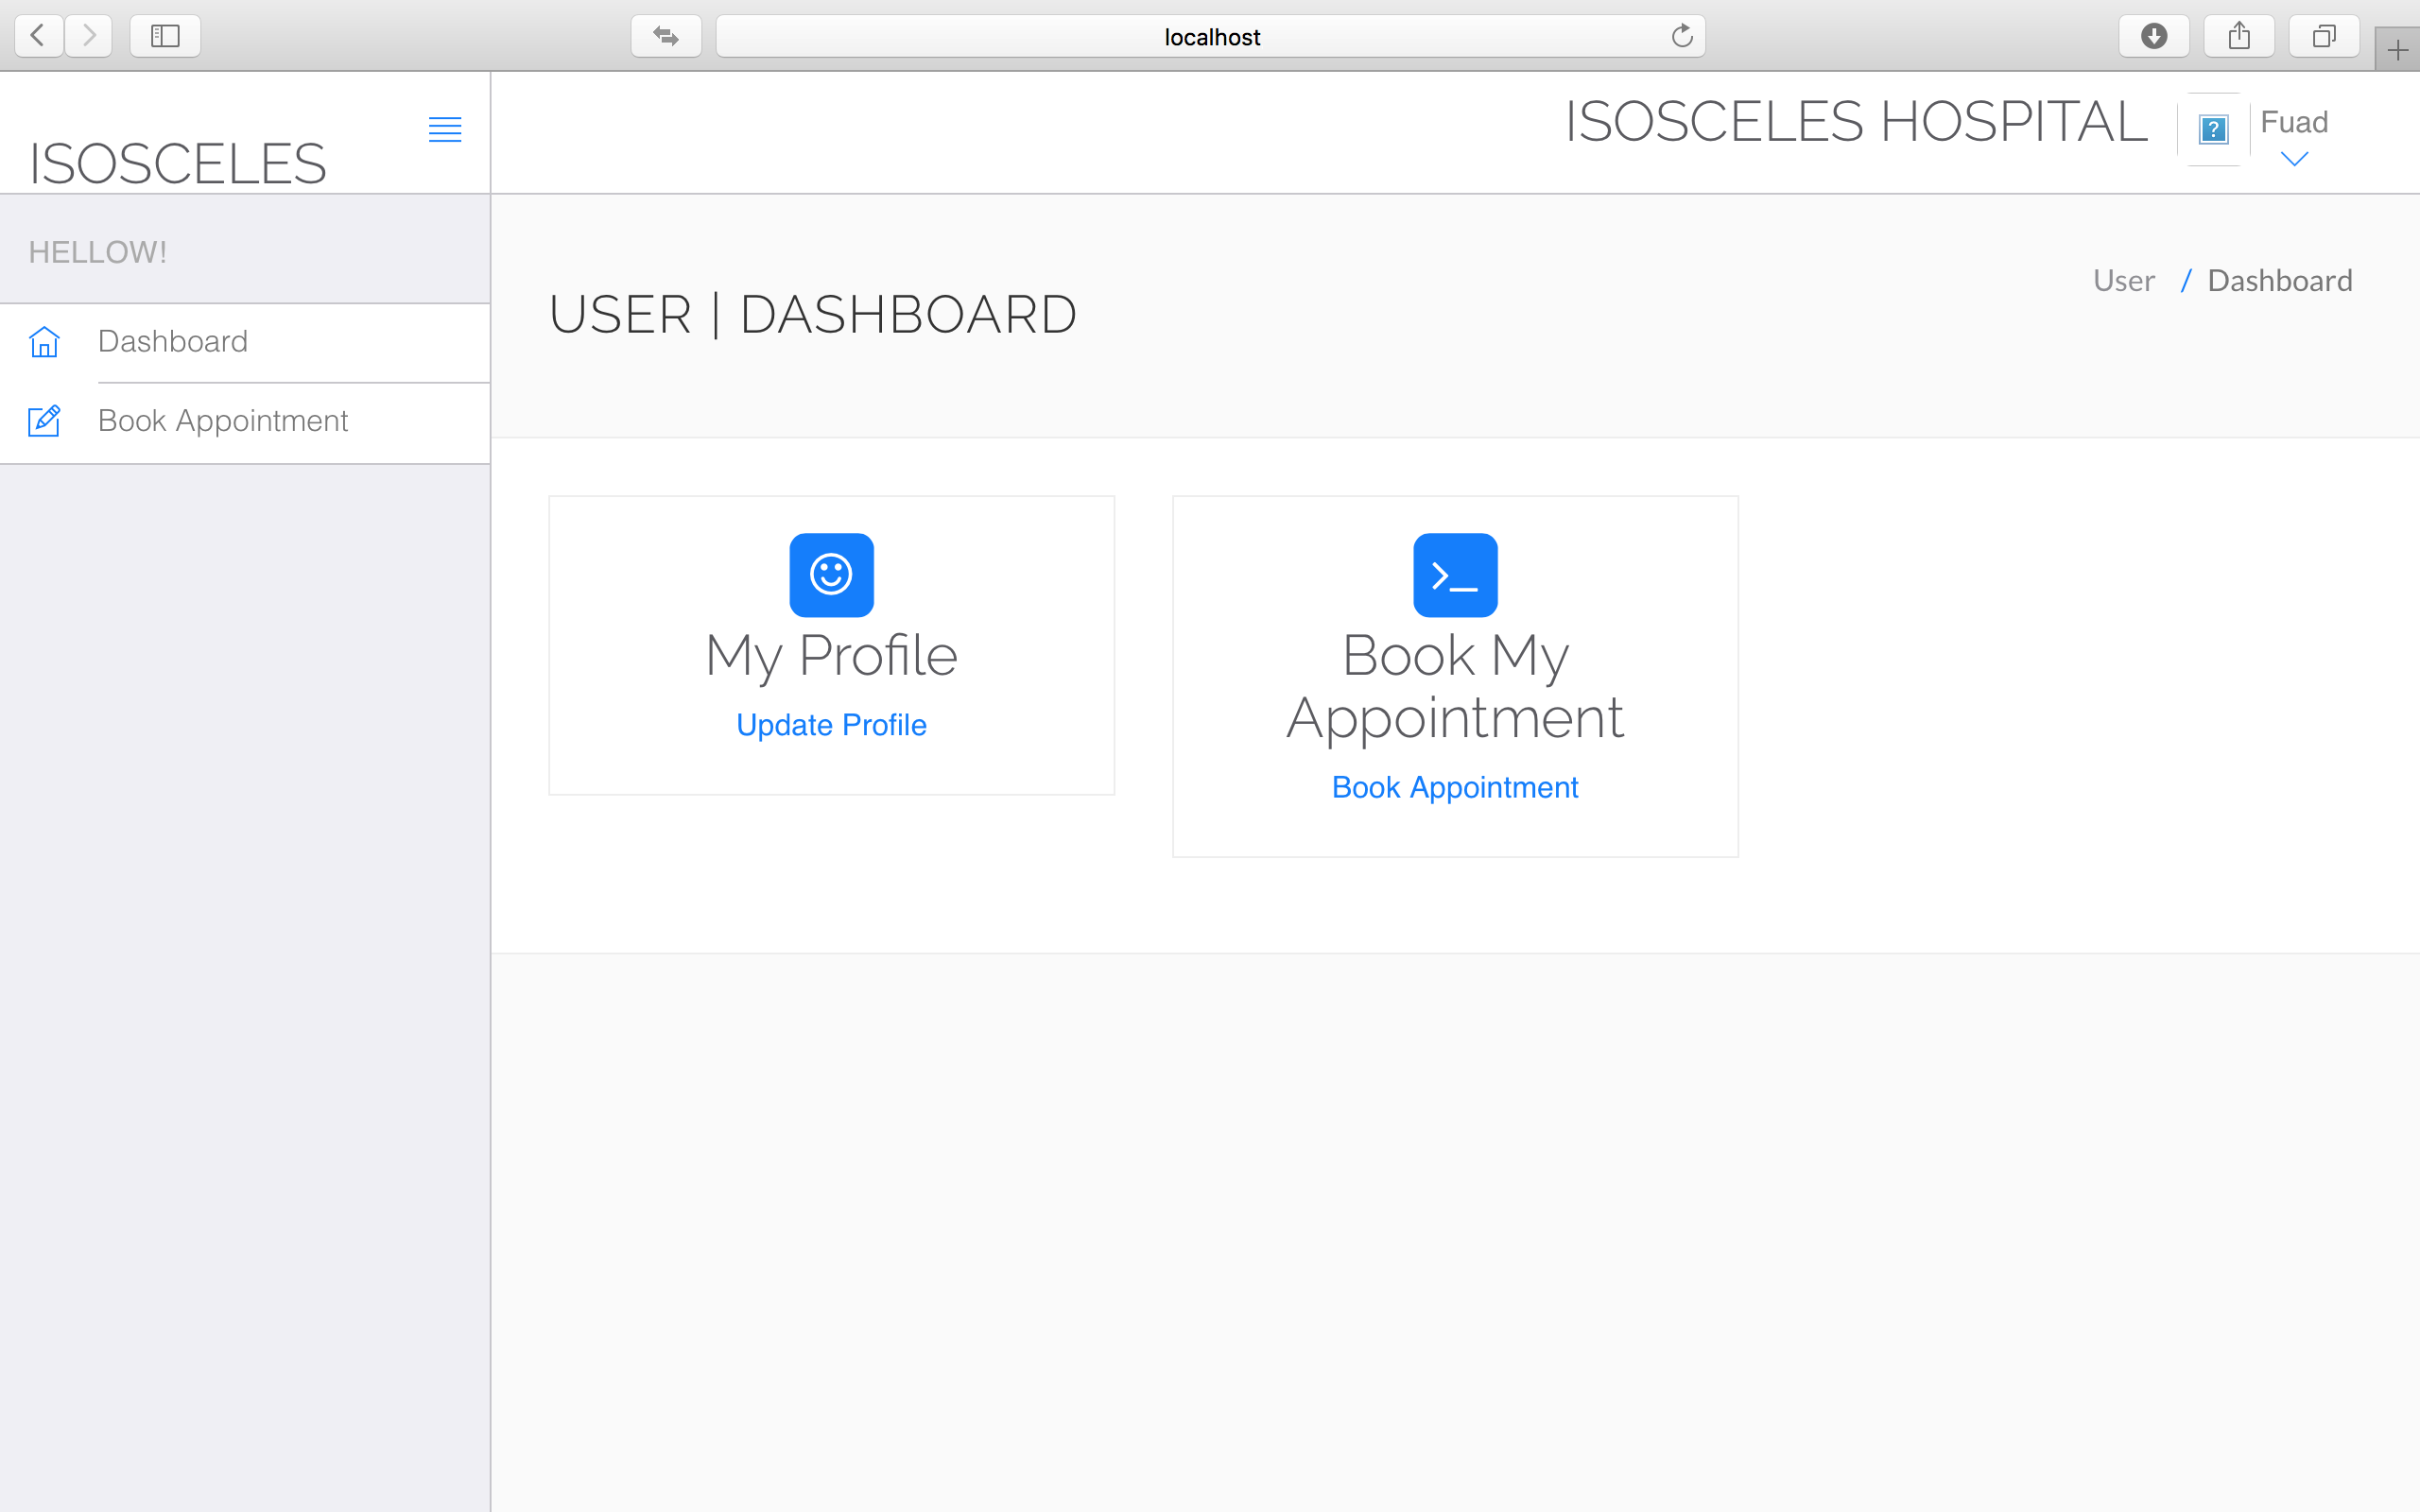 localhost
ISOSCELES
ISOSCELES HOSPITAL
Fuad
HELLOW!
Dashboard
Book Appointment
USER | DASHBOARD
User / Dashboard
My Profile
Update Profile
Book My
Appointment
Book Appointment